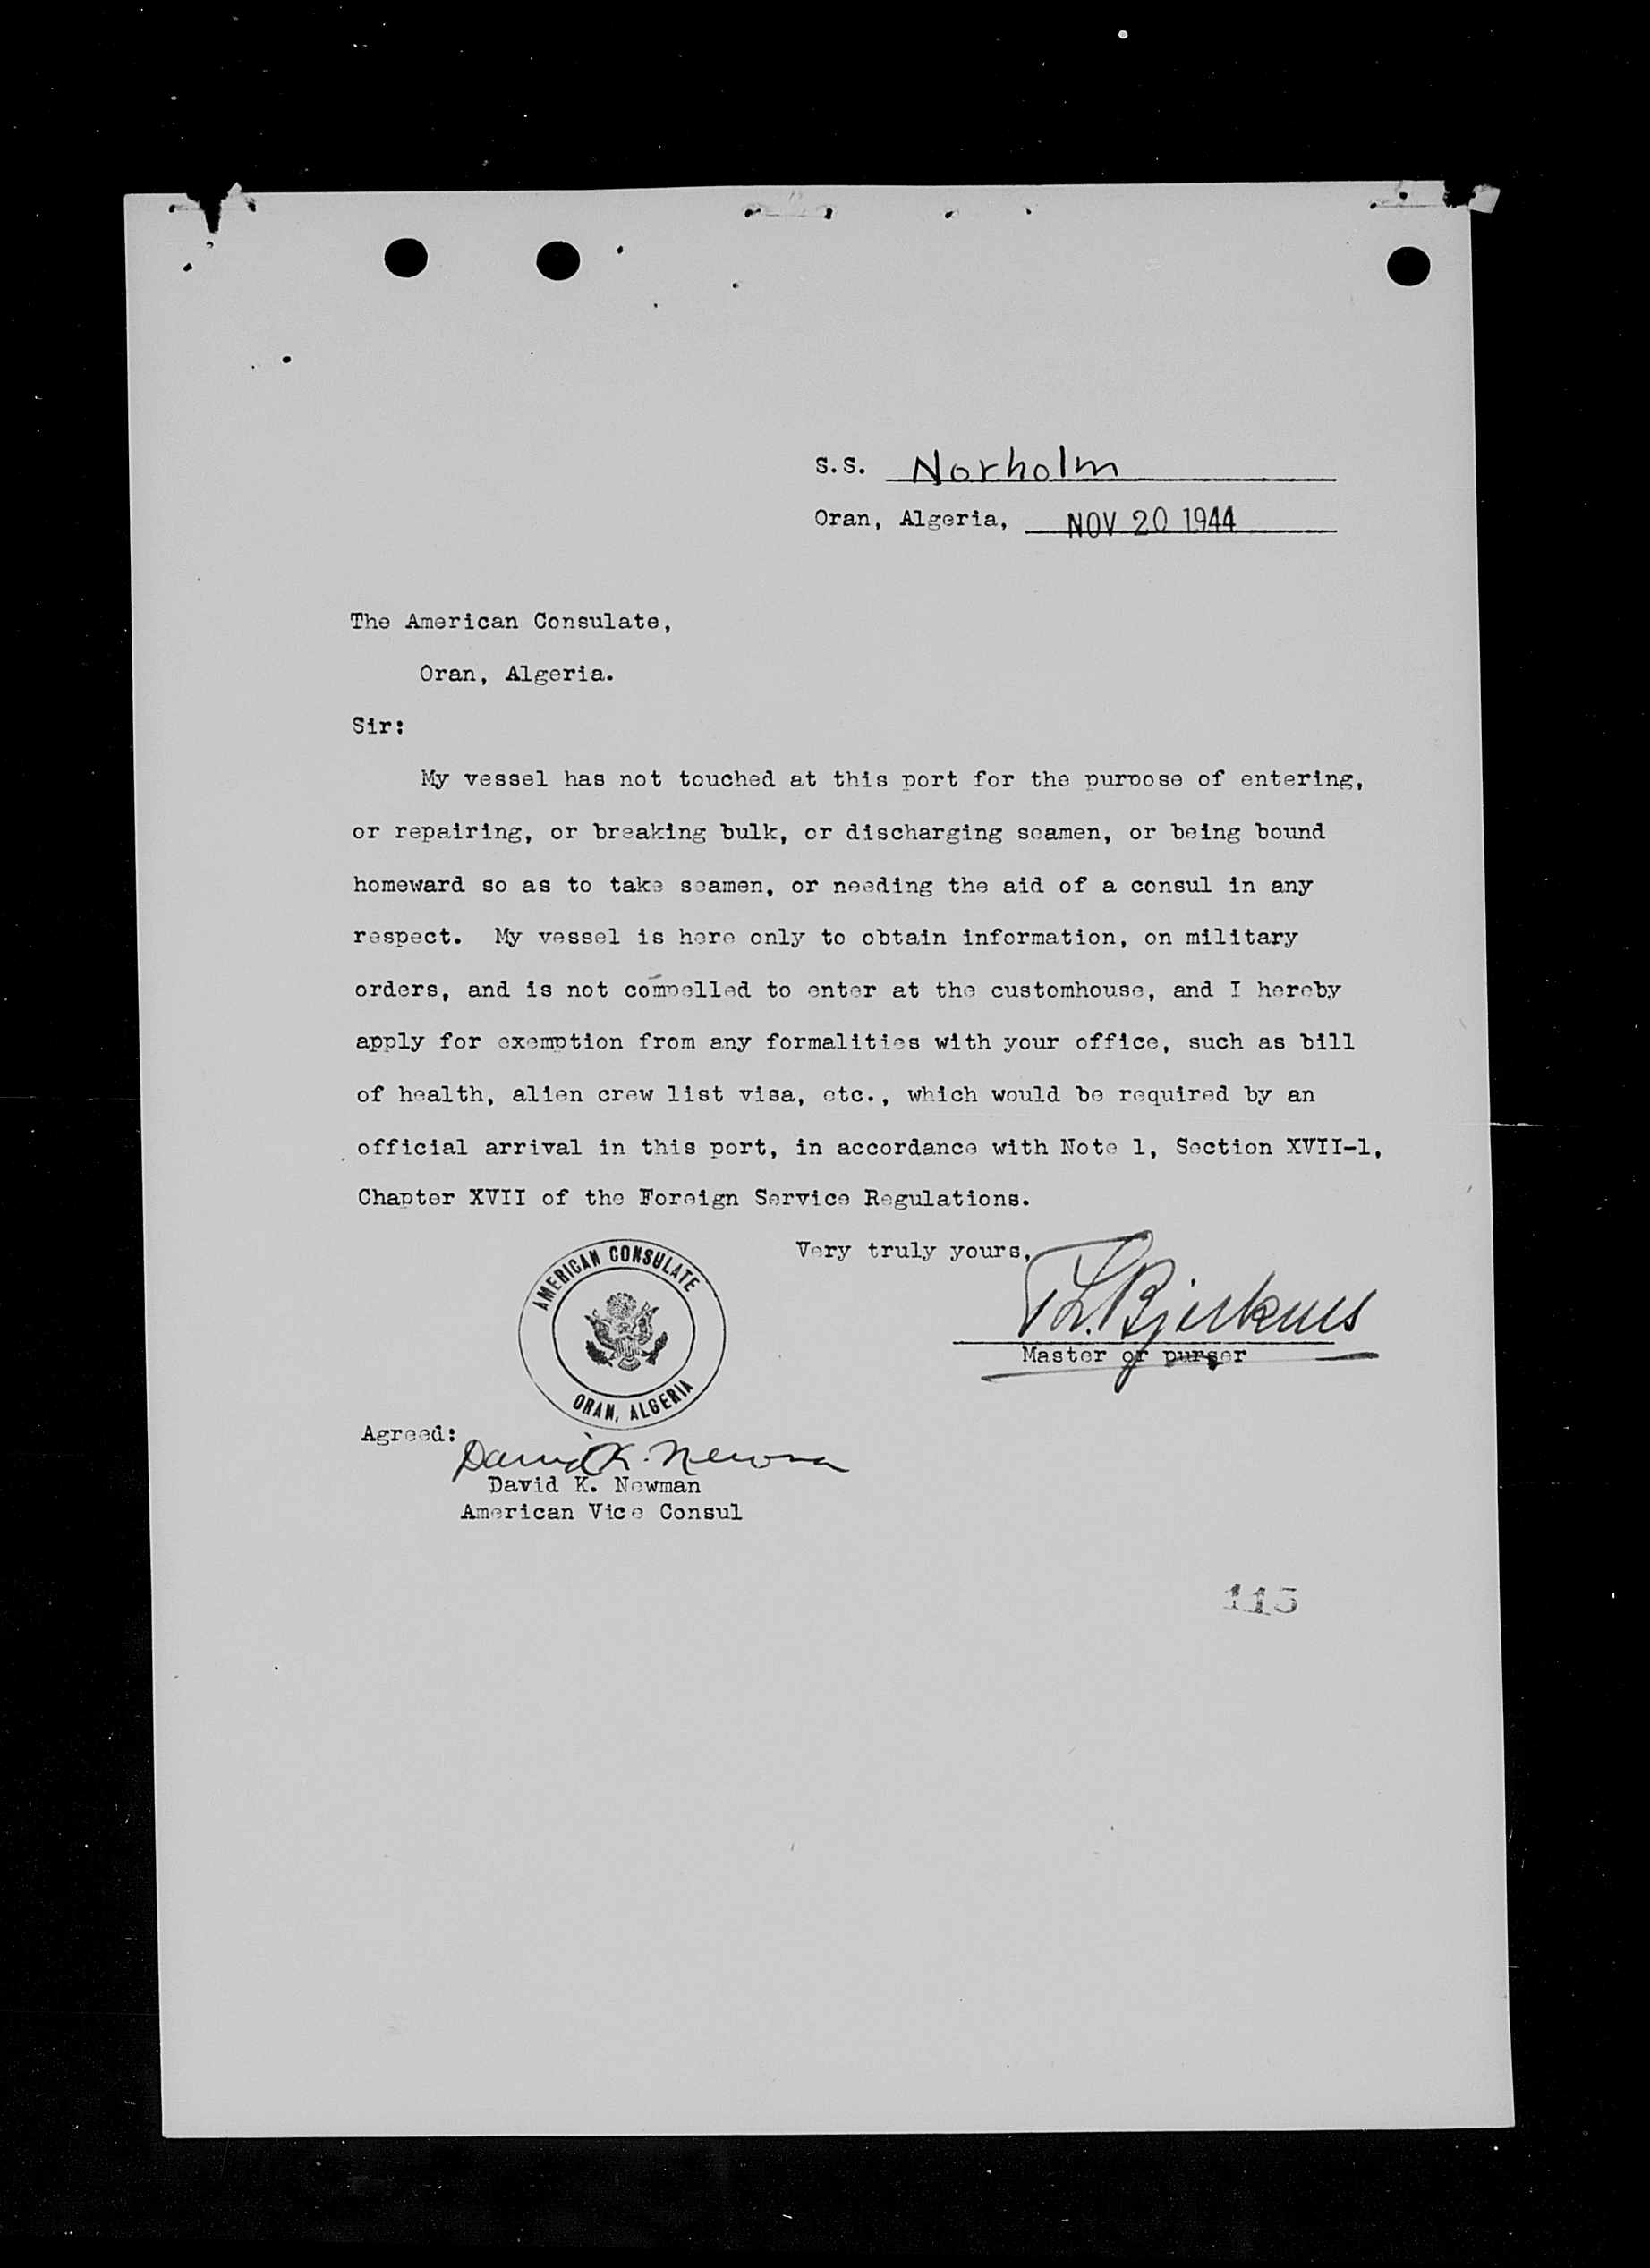 S.S. Norholm
Oran, Algeria, NOV 20 1944
The American Consulate,
Oran, Algeria.
Sir:
My vessel has not touched at this port for the purpose of entering,
or repairing, or breaking bulk, or discharging seamen, or being bound
homeward so as to take seamen, or needing the aid of a consul in any
respect. My vessel is here only to obtain information, on military
orders, and is not compelled to enter at the customhouse, and I hereby
apply for exemption from any formalities with your office, such as bill
of health, alien crew list visa, etc., which would be required by an
official arrival in this port, in accordance with Note 1, Section XVII-1,
Chapter XVII of the Foreign Service Regulations.
Very truly yours,
Bjerknes
Master or purser
AMERICAN CONSULATE
ORAN, ALGERIA
Agreed:
David K. Newman
David K. Newman
American Vice Consul
115